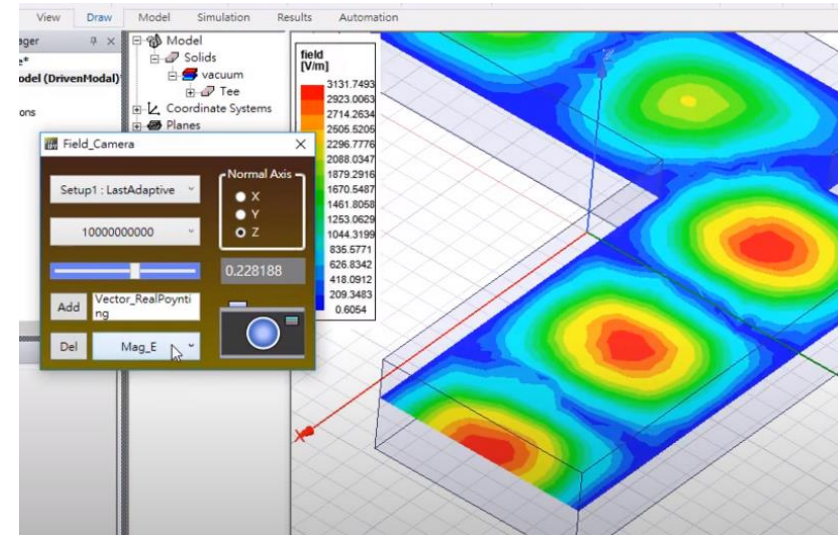 View Draw Model Simulation Results Automation
ager
Model
Solids
odel (DrivenModal)
vacuum
Tee
ons
Coordinate Systems
Planes
field
[V/m]
3131.7493
2923.0063
2714.2634
2505.5205
2296.7776
2088.0347
1879.2916
1670.5487
1461.8058
1253.0629
1044.3199
835.5771
626.8342
418.0912
209.3483
0.6054
Field_Camera
Setup1 : LastAdaptive
Normal Axis
X
Y
Z
10000000000
0.228188
Add
Vector_RealPoynti
ng
Del
Mag_E
X
Z